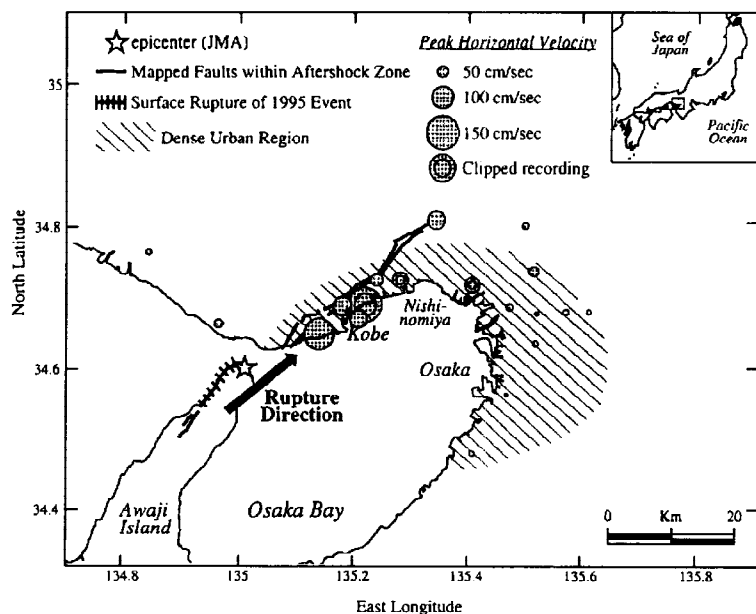 epicenter (JMA)
Mapped Faults within Aftershock Zone
Surface Rupture of 1995 Event
Dense Urban Region
Peak Horizontal Velocity
50 cm/sec
100 cm/sec
150 cm/sec
Clipped recording
Sea of
Japan
Pacific
Ocean
North Latitude
35
34.8
34.6
34.4
Nishi-
nomiya
Kobe
Osaka
Rupture
Direction
Awaji
Island
Osaka Bay
Km
0
20
134.8
135
135.2
135.4
135.6
135.8
East Longitude